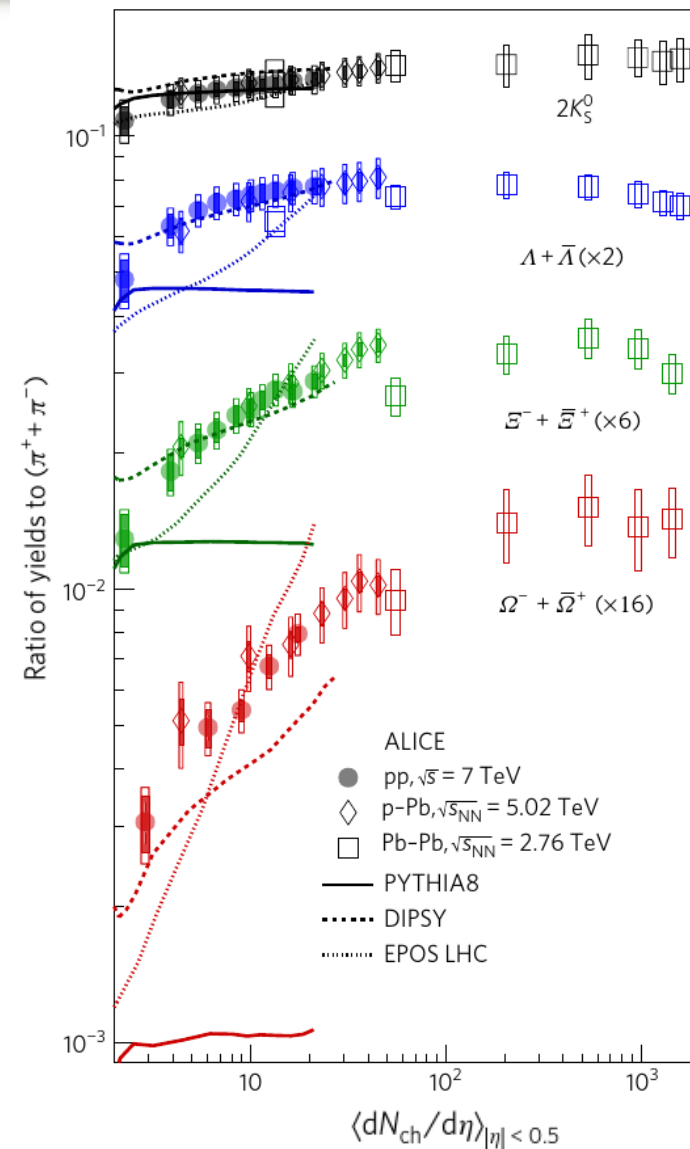 10⁻¹
2K⁰_S
Λ + Λ̄ (×2)
Ξ⁻ + Ξ̄⁺ (×6)
Ratio of yields to (π⁺ + π⁻)
10⁻²
Ω⁻ + Ω̄⁺ (×16)
ALICE
pp, √s = 7 TeV
p–Pb, √s_NN = 5.02 TeV
Pb–Pb, √s_NN = 2.76 TeV
PYTHIA8
DIPSY
EPOS LHC
10⁻³
10 10² 10³
⟨dN_ch/dη⟩_|η| < 0.5